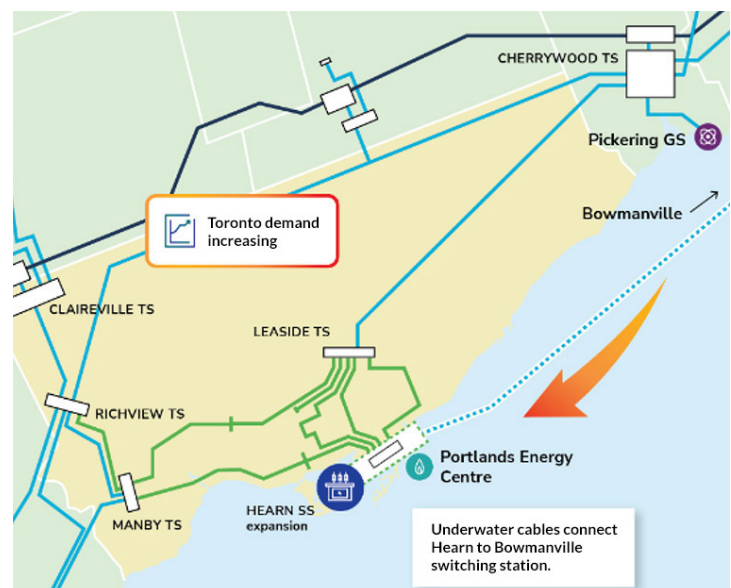 CHERRYWOOD TS
Pickering GS
Bowmanville
Toronto demand
increasing
CLAIREVILLE TS
LEASIDE TS
RICHVIEW TS
Portlands Energy
Centre
HEARN SS
expansion
MANBY TS
Underwater cables connect
Hearn to Bowmanville
switching station.